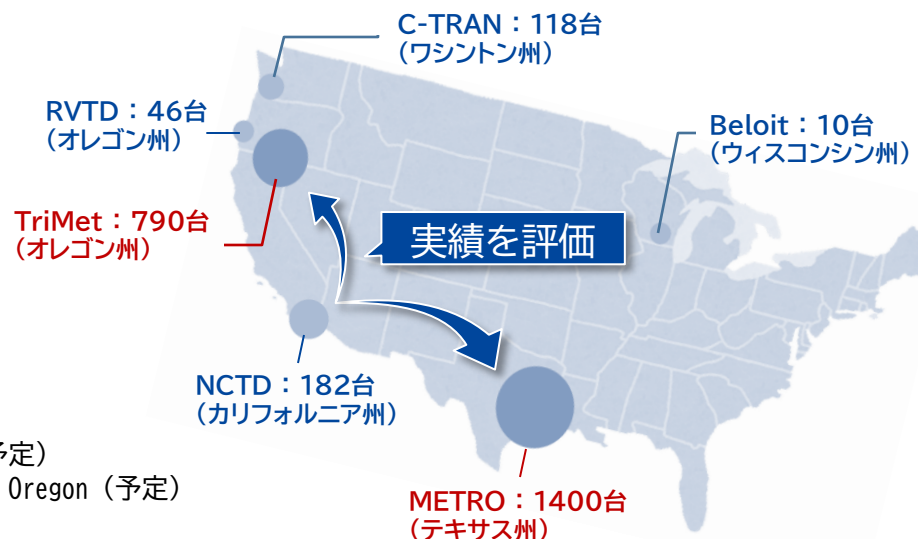 C-TRAN：118台
（ワシントン州）
RVTD：46台
（オレゴン州）
Beloit：10台
（ウィスコンシン州）
TriMet：790台
（オレゴン州）
実績を評価
NCTD：182台
（カリフォルニア州）
予定）
Oregon（予定）
METRO：1400台
（テキサス州）